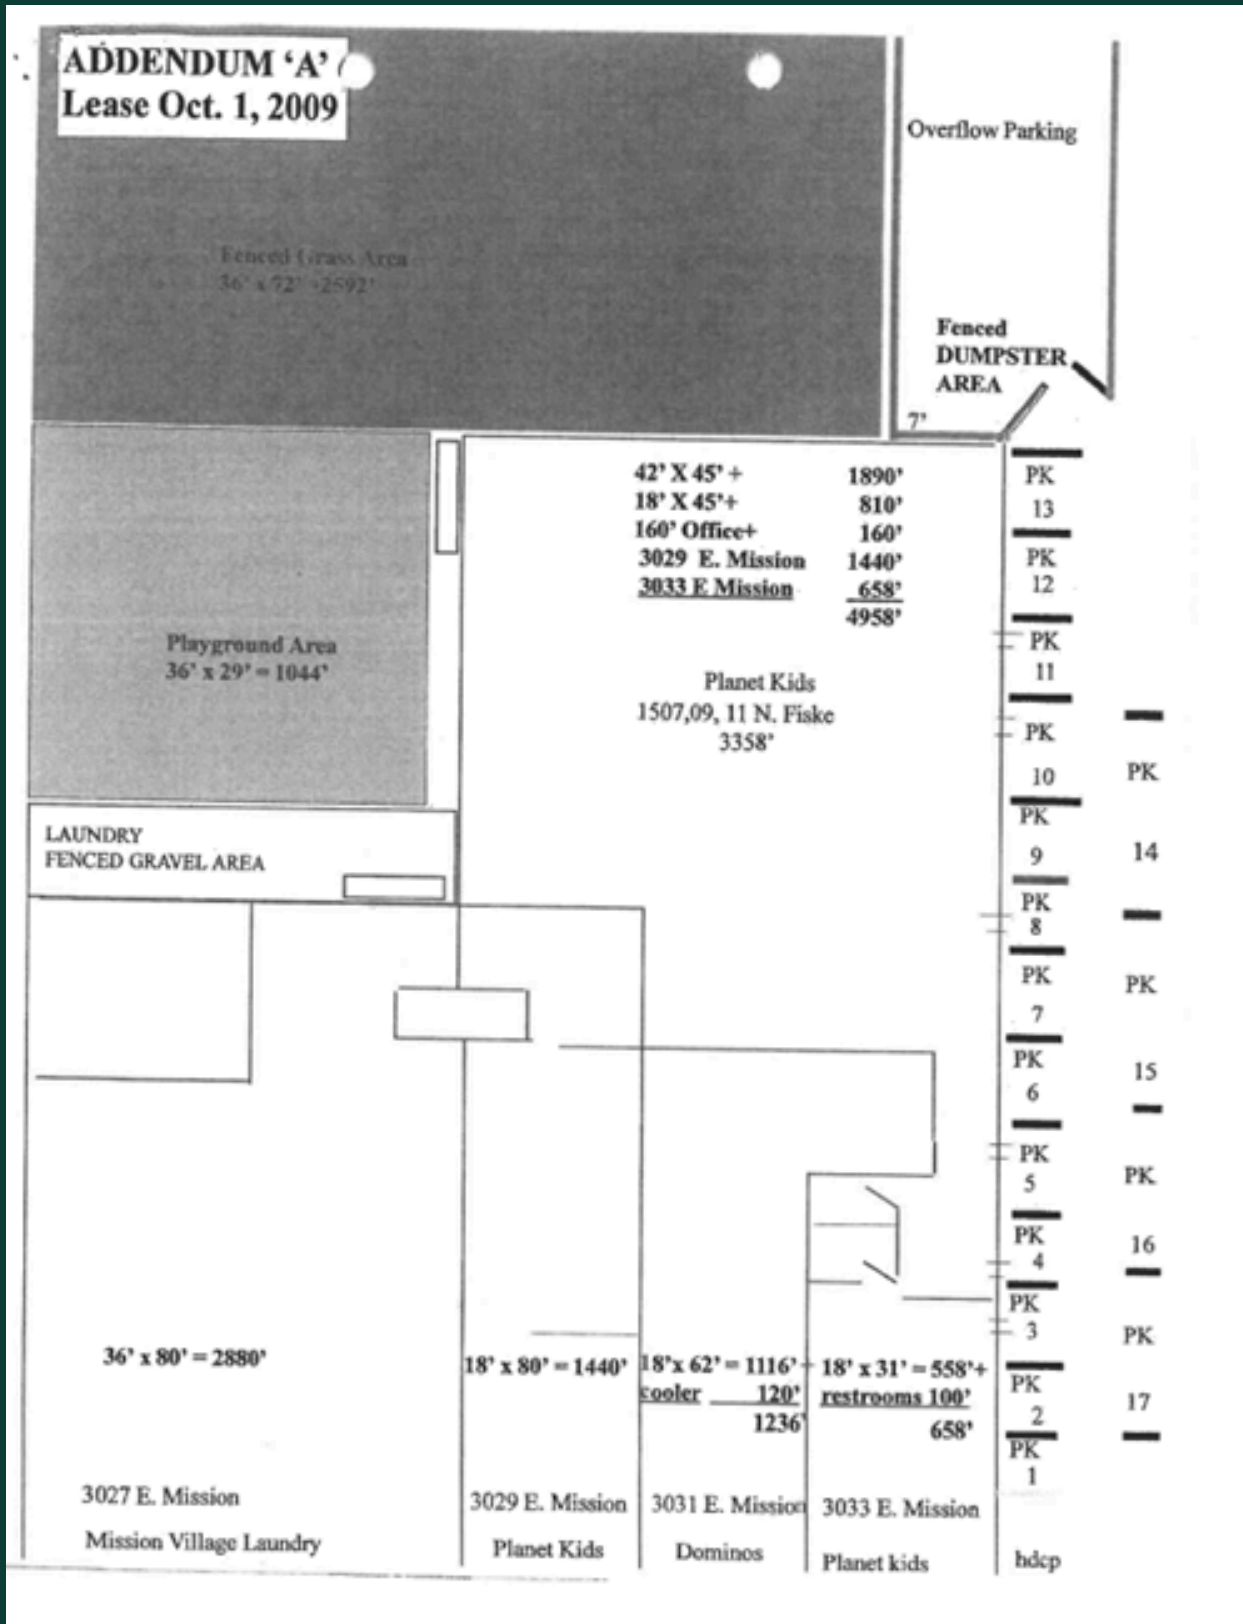 ADDENDUM ‘A’
Lease Oct. 1, 2009
Overflow Parking
Fenced Grass Area
36’ x 72’ =2592’
Fenced
DUMPSTER
AREA
7’
42’ X 45’ + 1890’
18’ X 45’+ 810’
160’ Office+ 160’
3029 E. Mission 1440’
3033 E Mission 658’
4958’
Planet Kids
1507,09, 11 N. Fiske
3358’
Playground Area
36’ x 29’ = 1044’
LAUNDRY
FENCED GRAVEL AREA
PK
13
PK
12
PK
11
PK
10
PK
9
PK
8
PK
7
PK
6
PK
5
PK
4
PK
3
PK
2
PK
1
hdcp
PK
14
PK
15
PK
16
PK
17
36’ x 80’ = 2880’
18’ x 80’ = 1440’
18’x 62’ = 1116’+
cooler 120’
1236’
18’ x 31’ = 558’+
restrooms 100’
658’
3027 E. Mission
Mission Village Laundry
3029 E. Mission
Planet Kids
3031 E. Mission
Dominos
3033 E. Mission
Planet kids